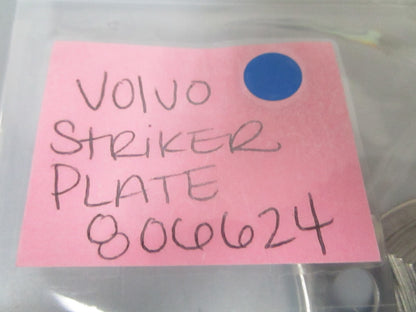 VOLVO
STRiKER
PLATE
806624